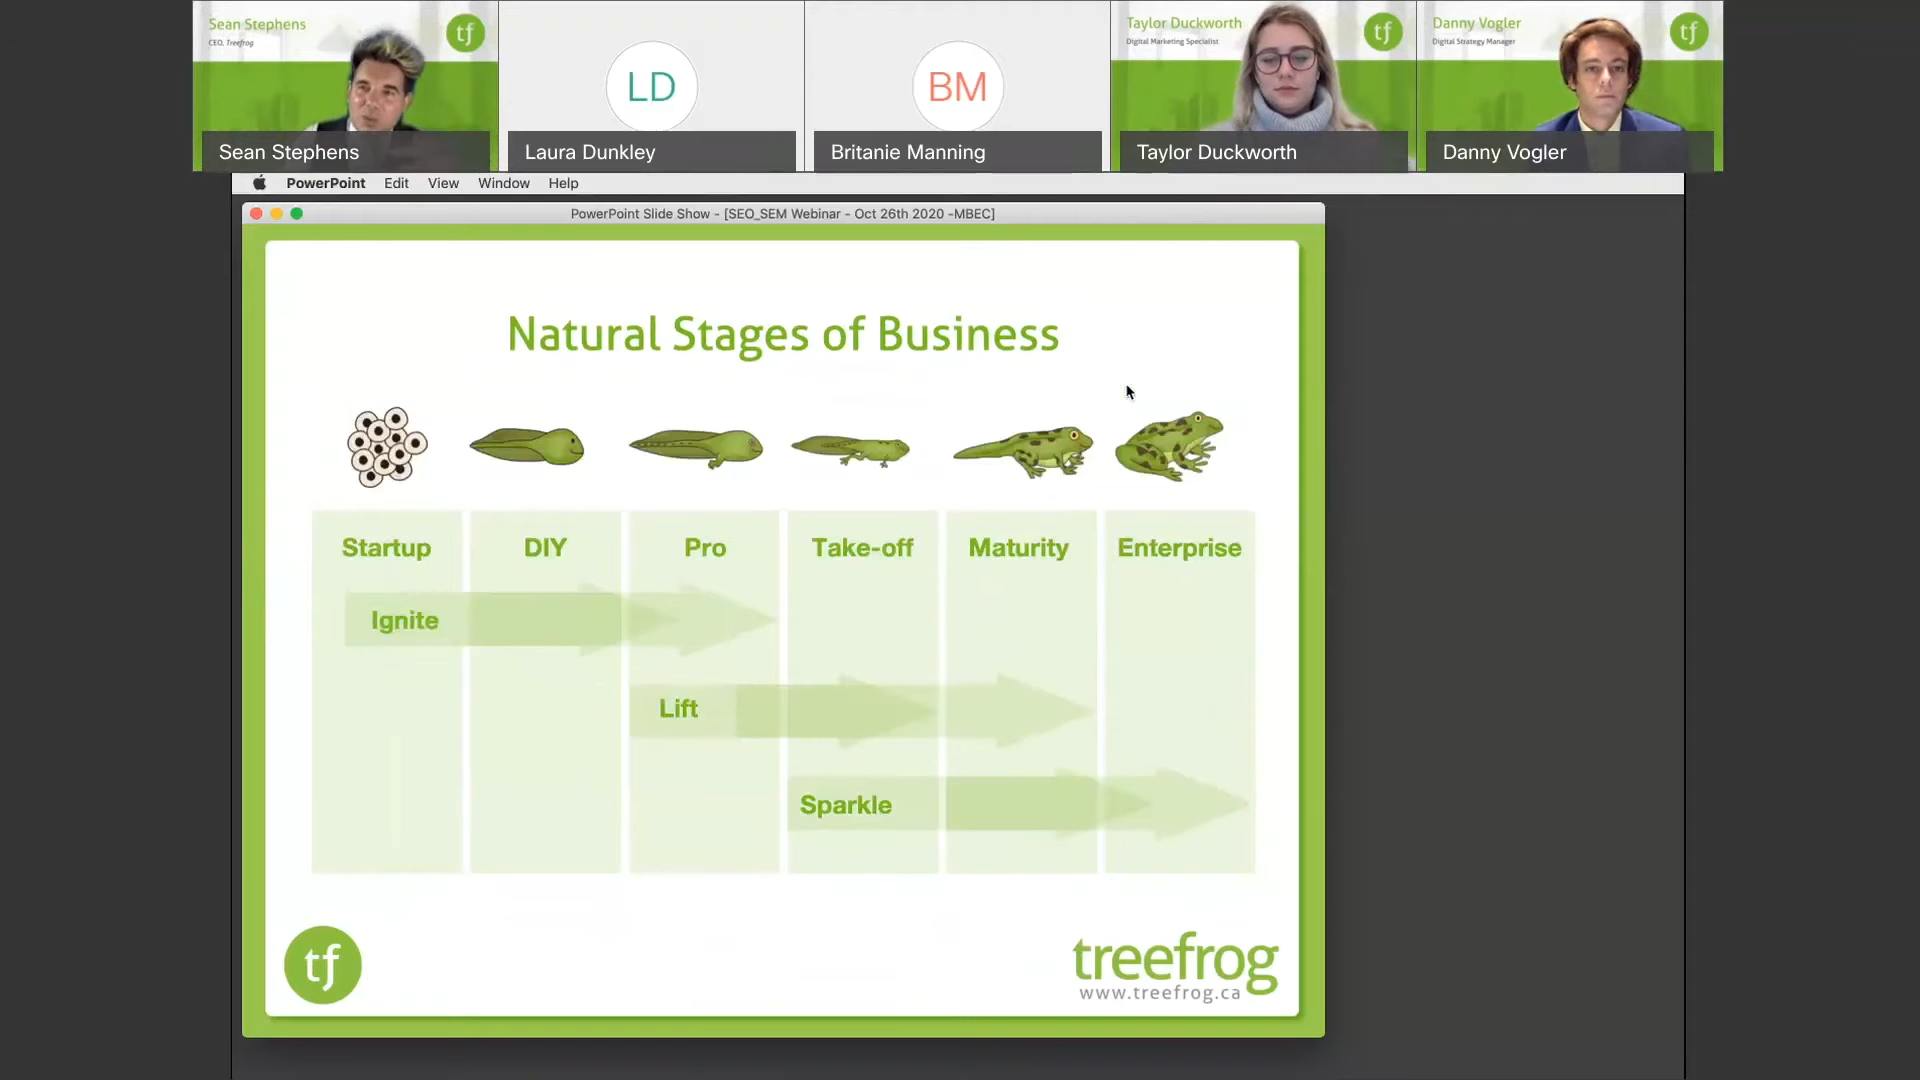 Sean Stephens
CEO, Treefrog
tf
Sean Stephens
LD
Laura Dunkley
BM
Britanie Manning
Taylor Duckworth
Digital Marketing Specialist
tf
Taylor Duckworth
Danny Vogler
Digital Strategy Manager
tf
Danny Vogler
PowerPoint Edit View Window Help
PowerPoint Slide Show - [SEO_SEM Webinar - Oct 26th 2020 -MBEC]
Natural Stages of Business
Startup DIY Pro Take-off Maturity Enterprise
Ignite
Lift
Sparkle
tf
treefrog
www.treefrog.ca